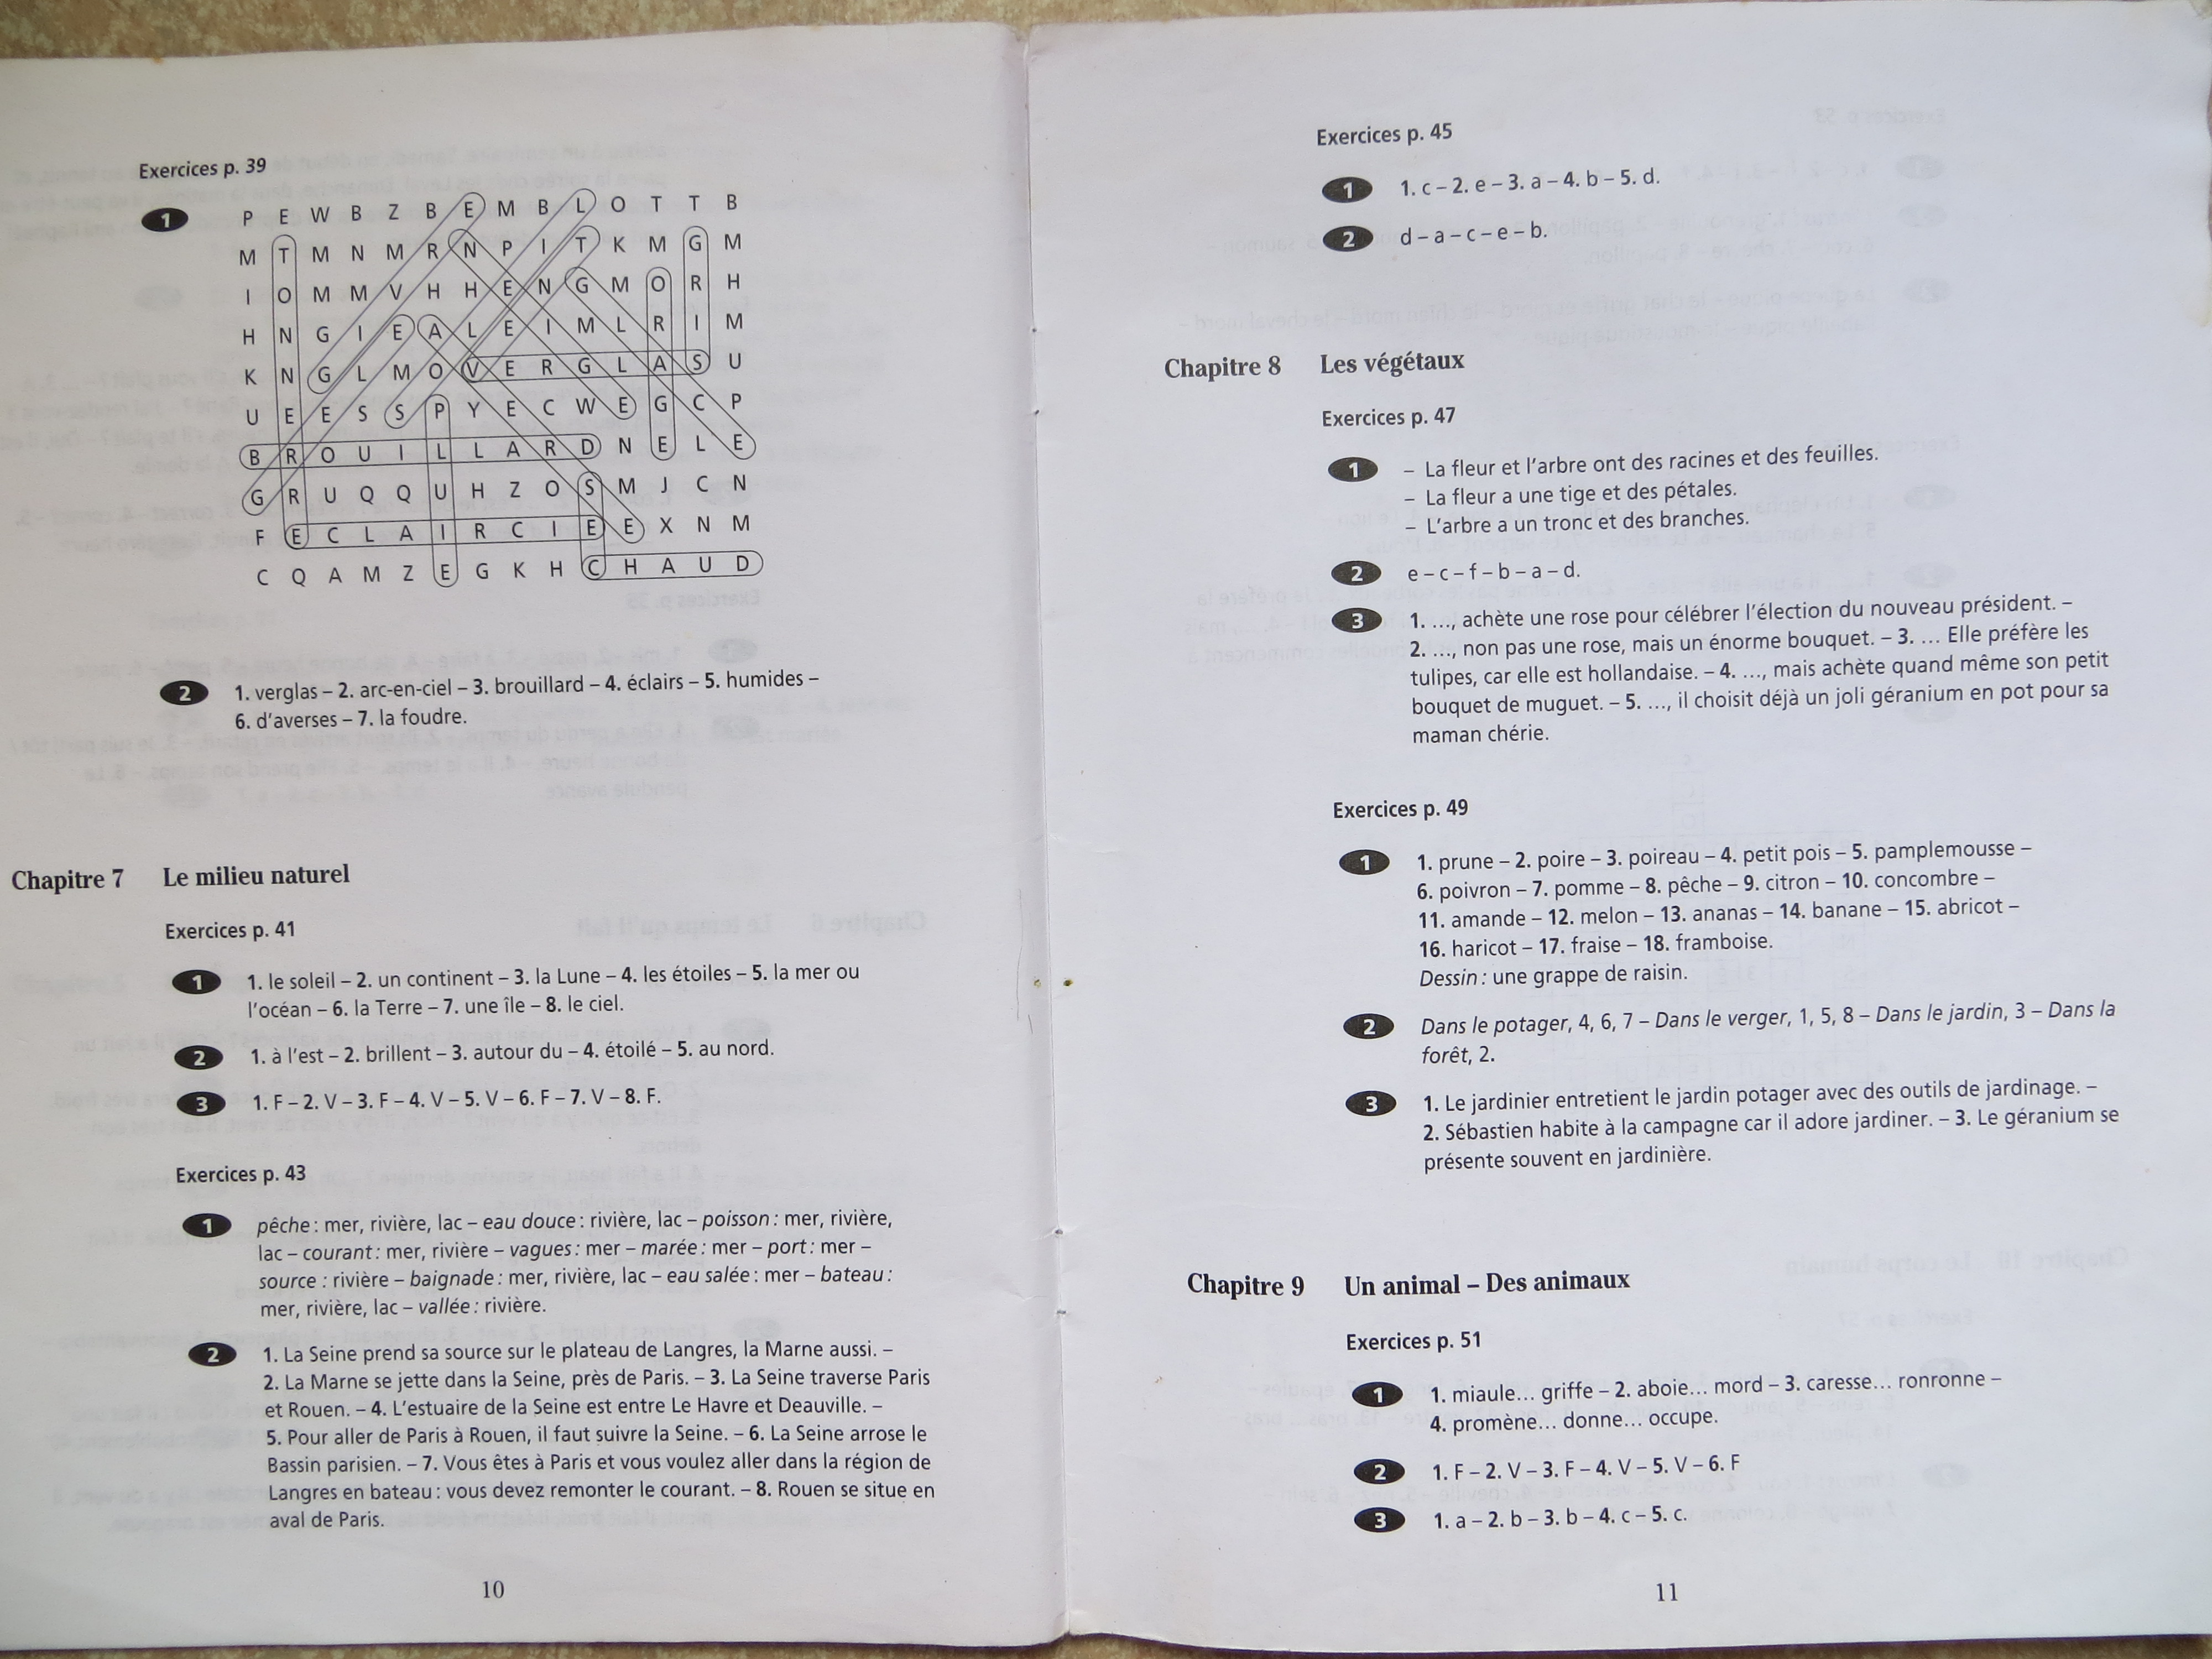 Exercices p. 39
1
P E W B Z B E M B L O T T B
M T M N M R N P I T K M G M
I O M M V H H E N G M O R H
H N G I E A L E I M L R I M
K N G L M O V E R G L A S U
U E E S S P Y E C W E G C P
B R O U I L L A R D N E L E
G R U Q Q U H Z O S M J C N
F E C L A I R C I E E X N M
C Q A M Z E G K H C H A U D
2 1. verglas – 2. arc-en-ciel – 3. brouillard – 4. éclairs – 5. humides –
6. d'averses – 7. la foudre.
Chapitre 7 Le milieu naturel
Exercices p. 41
1 1. le soleil – 2. un continent – 3. la Lune – 4. les étoiles – 5. la mer ou
l'océan – 6. la Terre – 7. une île – 8. le ciel.
2 1. à l'est – 2. brillent – 3. autour du – 4. étoilé – 5. au nord.
3 1. F – 2. V – 3. F – 4. V – 5. V – 6. F – 7. V – 8. F.
Exercices p. 43
1 pêche : mer, rivière, lac – eau douce : rivière, lac – poisson : mer, rivière,
lac – courant : mer, rivière – vagues : mer – marée : mer – port : mer –
source : rivière – baignade : mer, rivière, lac – eau salée : mer – bateau :
mer, rivière, lac – vallée : rivière.
2 1. La Seine prend sa source sur le plateau de Langres, la Marne aussi. –
2. La Marne se jette dans la Seine, près de Paris. – 3. La Seine traverse Paris
et Rouen. – 4. L'estuaire de la Seine est entre Le Havre et Deauville. –
5. Pour aller de Paris à Rouen, il faut suivre la Seine. – 6. La Seine arrose le
Bassin parisien. – 7. Vous êtes à Paris et vous voulez aller dans la région de
Langres en bateau : vous devez remonter le courant. – 8. Rouen se situe en
aval de Paris.
10
Exercices p. 45
1 1. c – 2. e – 3. a – 4. b – 5. d.
2 d – a – c – e – b.
Chapitre 8 Les végétaux
Exercices p. 47
1 – La fleur et l'arbre ont des racines et des feuilles.
– La fleur a une tige et des pétales.
– L'arbre a un tronc et des branches.
2 e – c – f – b – a – d.
3 1. …, achète une rose pour célébrer l'élection du nouveau président. –
2. …, non pas une rose, mais un énorme bouquet. – 3. … Elle préfère les
tulipes, car elle est hollandaise. – 4. …, mais achète quand même son petit
bouquet de muguet. – 5. …, il choisit déjà un joli géranium en pot pour sa
maman chérie.
Exercices p. 49
1 1. prune – 2. poire – 3. poireau – 4. petit pois – 5. pamplemousse –
6. poivron – 7. pomme – 8. pêche – 9. citron – 10. concombre –
11. amande – 12. melon – 13. ananas – 14. banane – 15. abricot –
16. haricot – 17. fraise – 18. framboise.
Dessin : une grappe de raisin.
2 Dans le potager, 4, 6, 7 – Dans le verger, 1, 5, 8 – Dans le jardin, 3 – Dans la
forêt, 2.
3 1. Le jardinier entretient le jardin potager avec des outils de jardinage. –
2. Sébastien habite à la campagne car il adore jardiner. – 3. Le géranium se
présente souvent en jardinière.
Chapitre 9 Un animal – Des animaux
Exercices p. 51
1 1. miaule… griffe – 2. aboie… mord – 3. caresse… ronronne –
4. promène… donne… occupe.
2 1. F – 2. V – 3. F – 4. V – 5. V – 6. F
3 1. a – 2. b – 3. b – 4. c – 5. c.
11